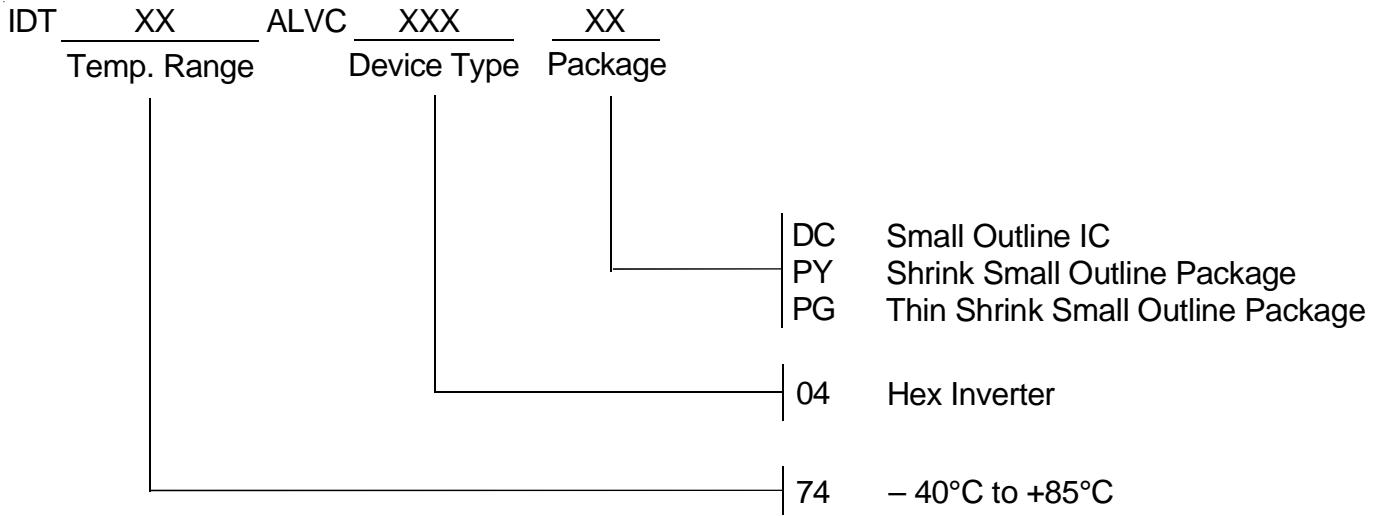 IDT XX ALVC XXX XX
Temp. Range Device Type Package
DC Small Outline IC
PY Shrink Small Outline Package
PG Thin Shrink Small Outline Package
04 Hex Inverter
74 – 40°C to +85°C